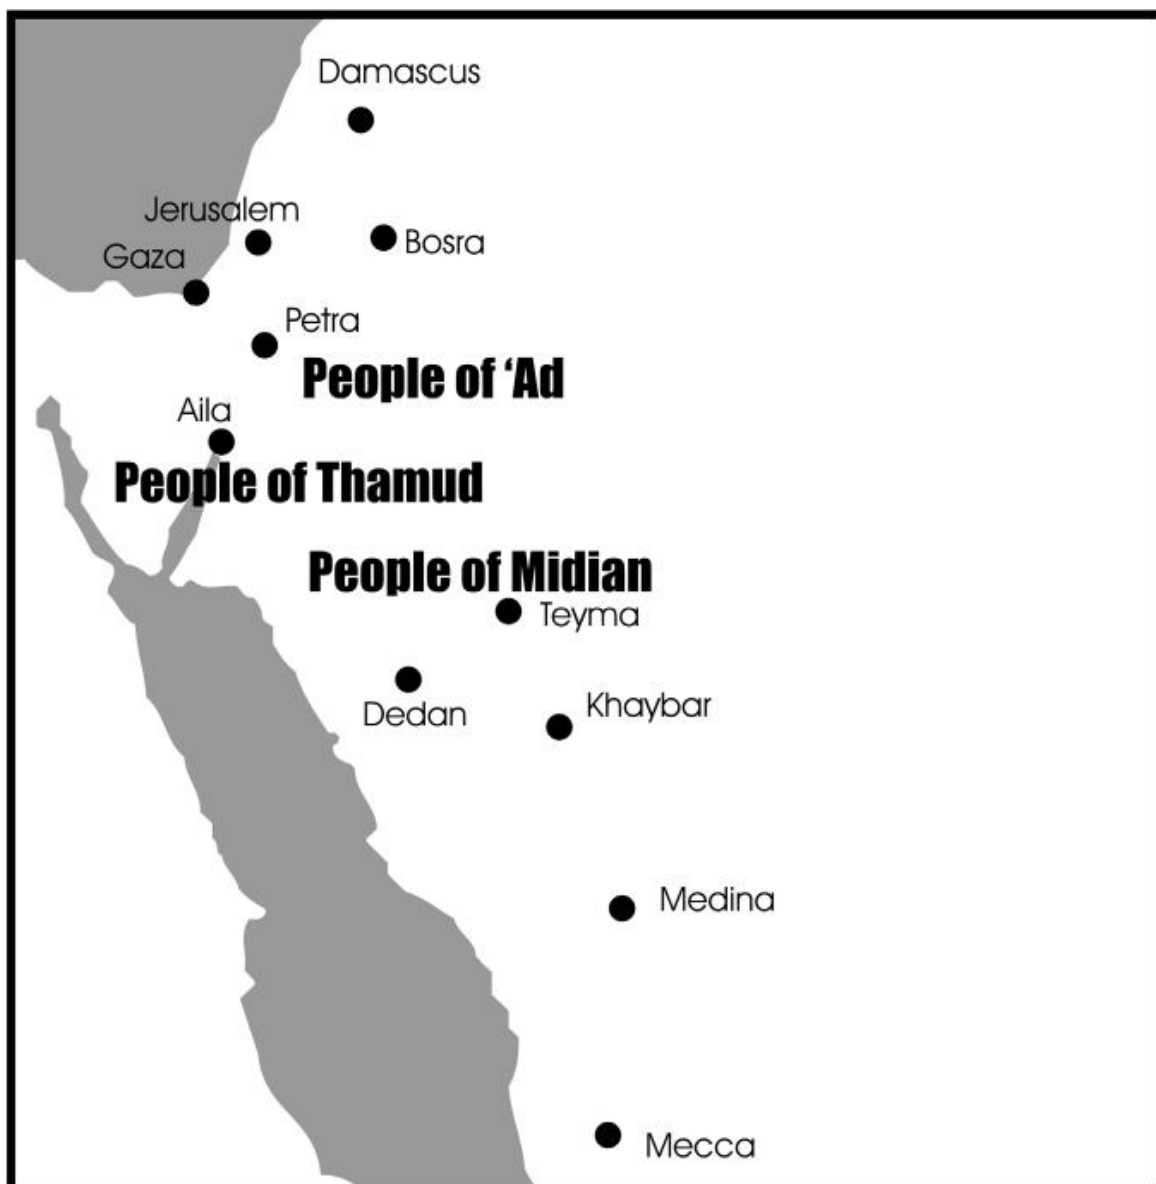 Damascus
Jerusalem
Bosra
Gaza
Petra
People of ‘Ad
Aila
People of Thamud
People of Midian
Teyma
Dedan
Khaybar
Medina
Mecca